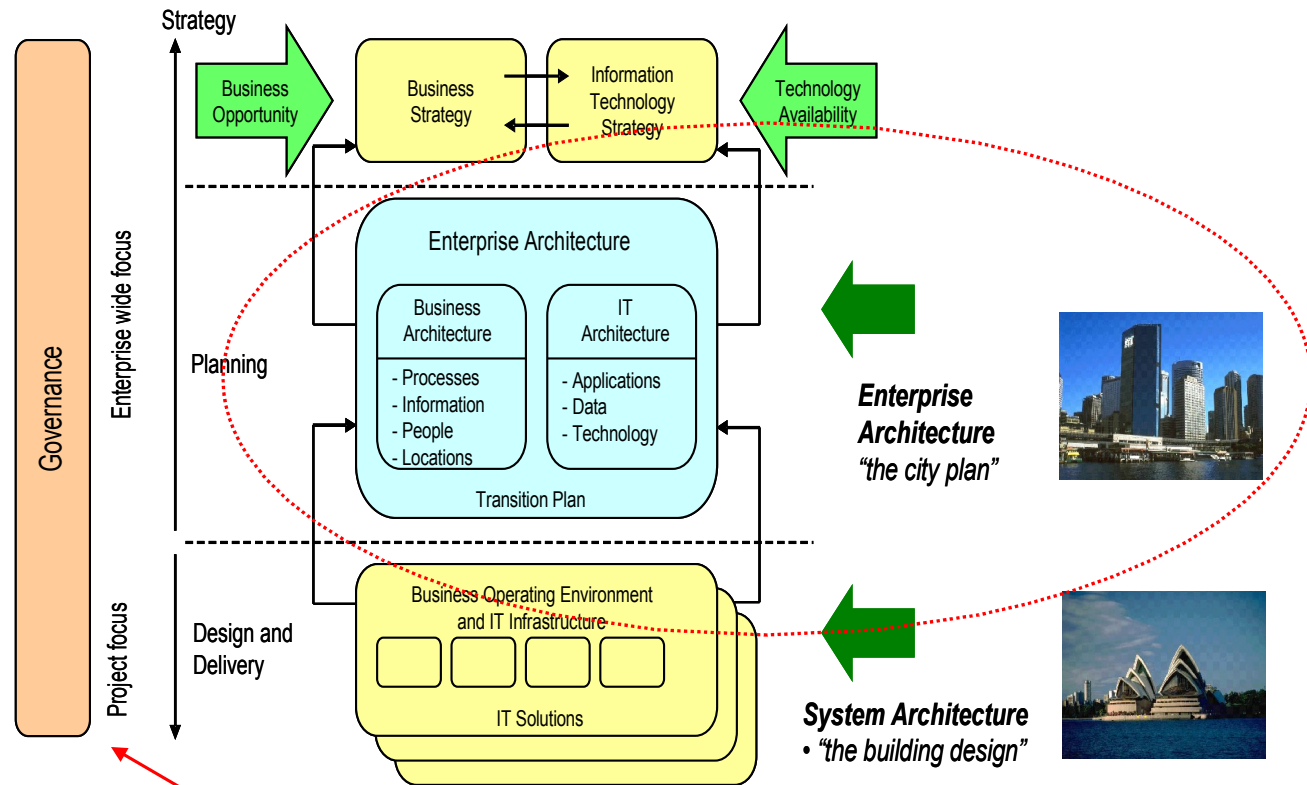 Strategy
Governance
Enterprise wide focus
Project focus
Business
Opportunity
Business
Strategy
Information
Technology
Strategy
Technology
Availability
Planning
Enterprise Architecture
Business
Architecture
- Processes
- Information
- People
- Locations
IT
Architecture
- Applications
- Data
- Technology
Transition Plan
Enterprise
Architecture
“the city plan”
Design and
Delivery
Business Operating Environment
and IT Infrastructure
IT Solutions
System Architecture
• “the building design”